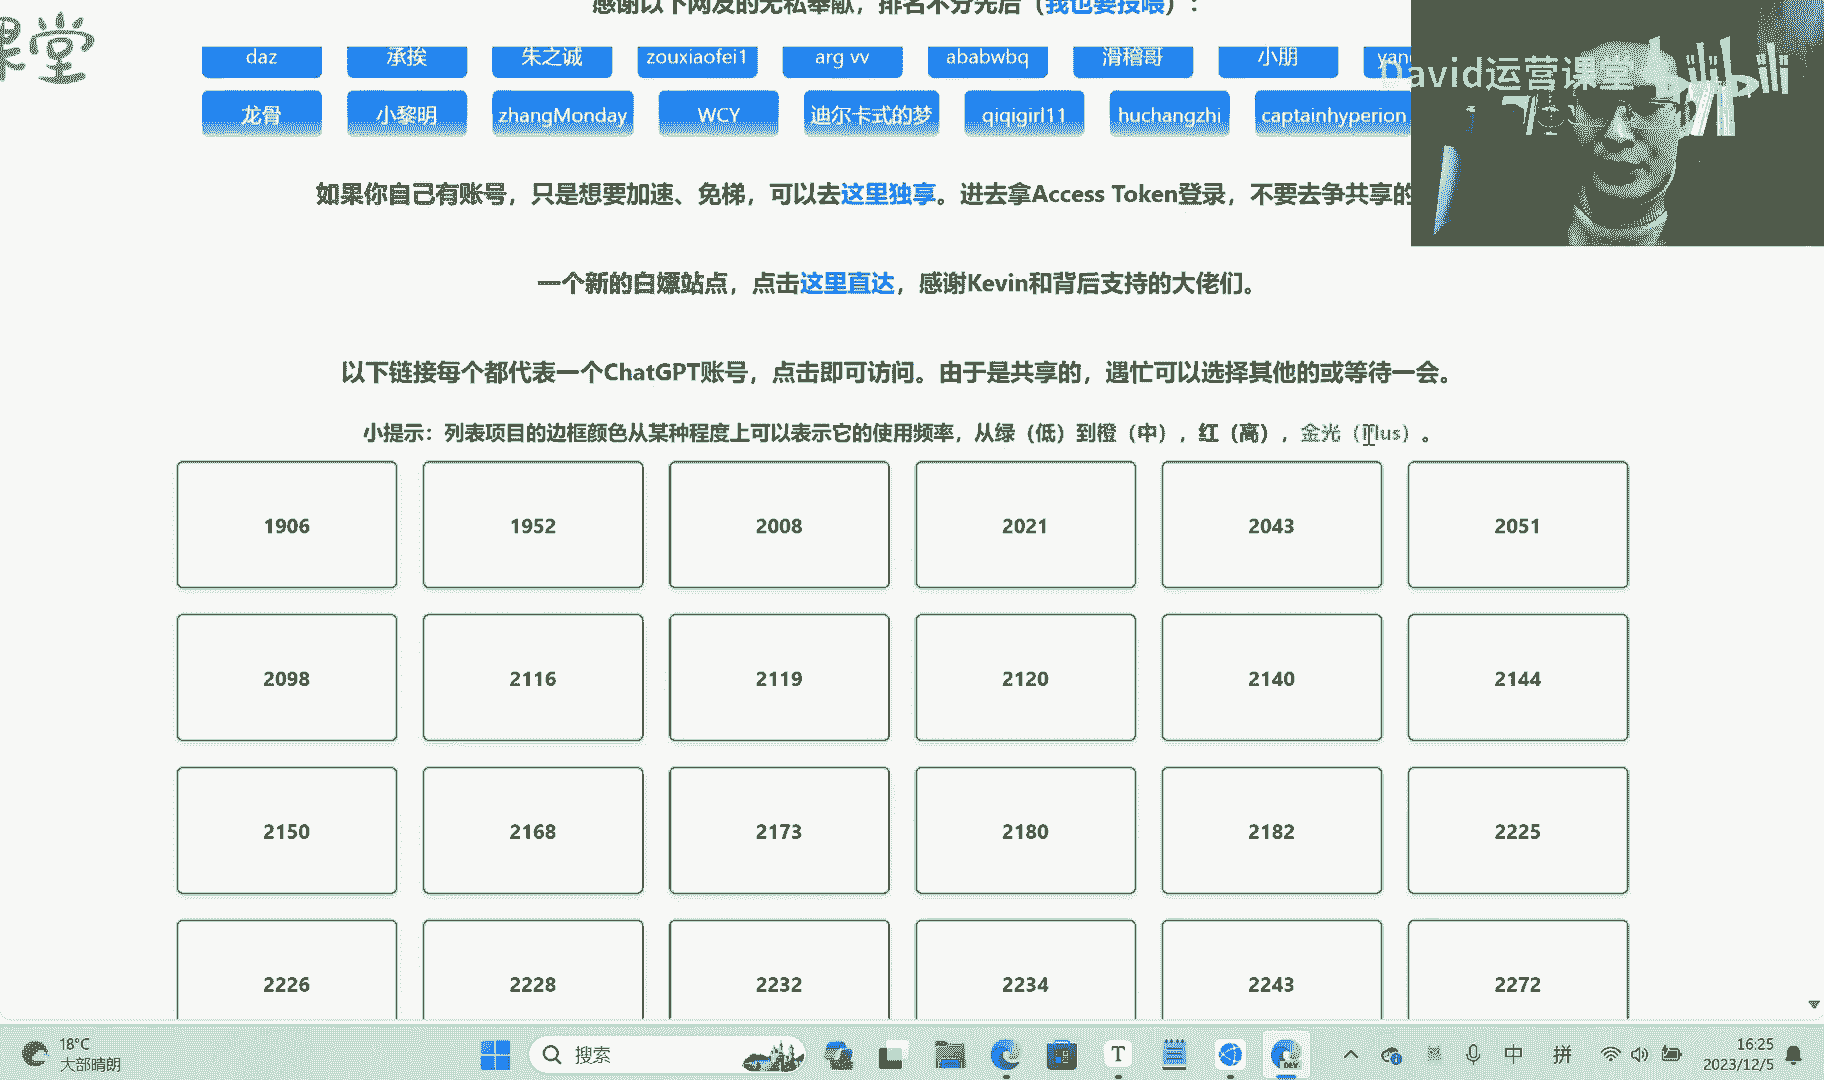 感谢以下网友的无私奉献，排名不分先后（我也要投喂）：
课堂
David运营课堂 bilibili
daz 承挨 朱之诚 zouxiaofei1 arg vv ababwbq 滑稽哥 小朋 yan
龙骨 小黎明 zhangMonday WCY 迪尔卡式的梦 qiqigirl11 huchangzhi captainhyperion
如果你自己有账号，只是想要加速、免梯，可以去这里独享。进去拿Access Token登录，不要去争共享的
一个新的白嫖站点，点击这里直达，感谢Kevin和背后支持的大佬们。
以下链接每个都代表一个ChatGPT账号，点击即可访问。由于是共享的，遇忙可以选择其他的或等待一会。
小提示：列表项目的边框颜色从某种程度上可以表示它的使用频率，从绿（低）到橙（中），红（高），金光（Plus）。
1906 1952 2008 2021 2043 2051
2098 2116 2119 2120 2140 2144
2150 2168 2173 2180 2182 2225
2226 2228 2232 2234 2243 2272
18°C
大部晴朗
搜索
T
DEV
中 拼
16:25
2023/12/5